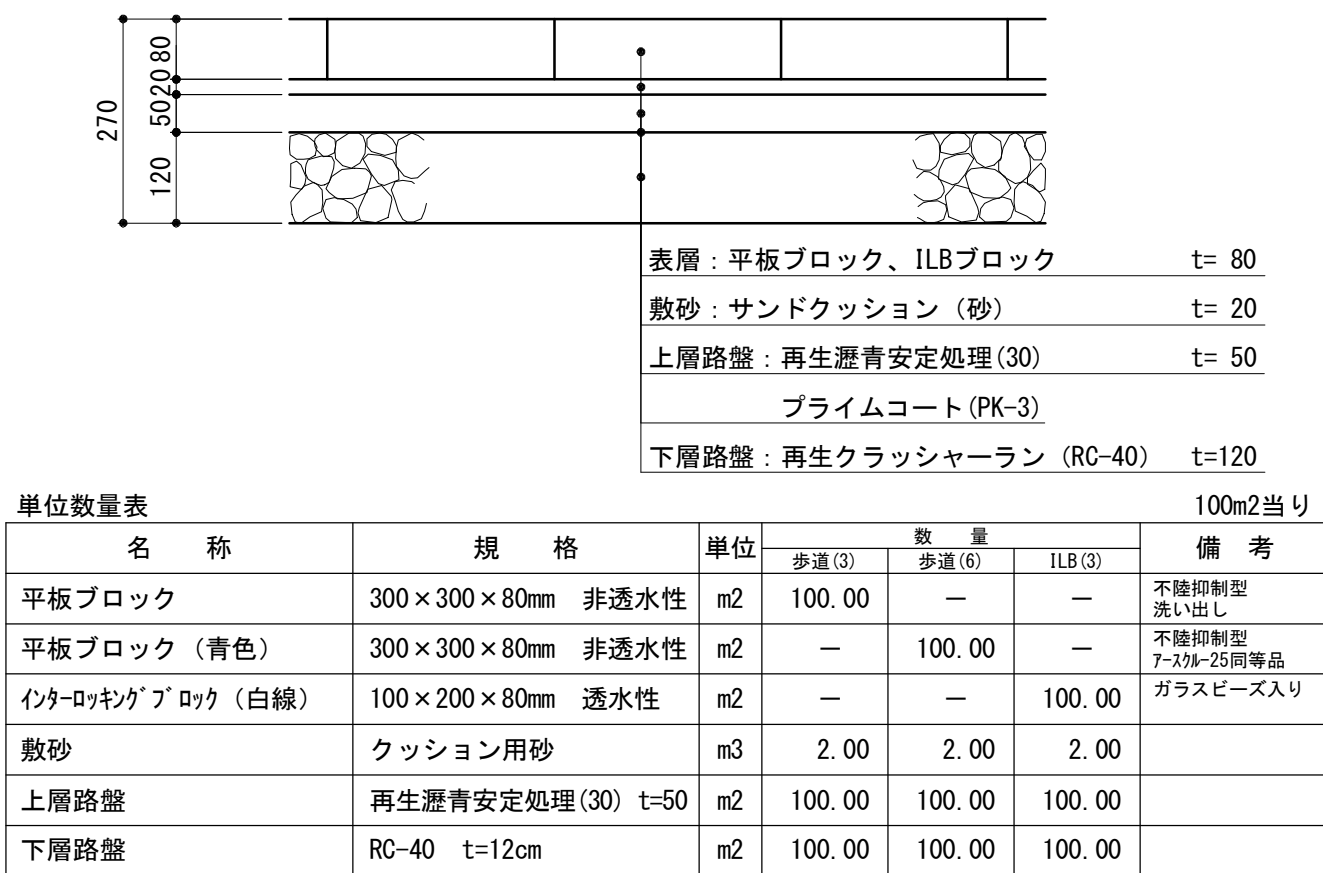 270
80
20
50
120
表層：平板ブロック、ILBブロック t= 80
敷砂：サンドクッション（砂） t= 20
上層路盤：再生瀝青安定処理(30) t= 50
プライムコート(PK-3)
下層路盤：再生クラッシャーラン（RC-40） t=120
単位数量表 100m2当り
名　称 規　格 単位 数　量 備　考
歩道(3) 歩道(6) ILB(3)
平板ブロック 300×300×80mm 非透水性 m2 100.00 － － 不陸抑制型
洗い出し
平板ブロック（青色） 300×300×80mm 非透水性 m2 － 100.00 － 不陸抑制型
ｱｰｽｸﾙｰ25同等品
ｲﾝﾀｰﾛｯｷﾝｸﾞﾌﾞﾛｯｸ（白線） 100×200×80mm 透水性 m2 － － 100.00 ガラスビーズ入り
敷砂 クッション用砂 m3 2.00 2.00 2.00
上層路盤 再生瀝青安定処理(30) t=50 m2 100.00 100.00 100.00
下層路盤 RC-40 t=12cm m2 100.00 100.00 100.00